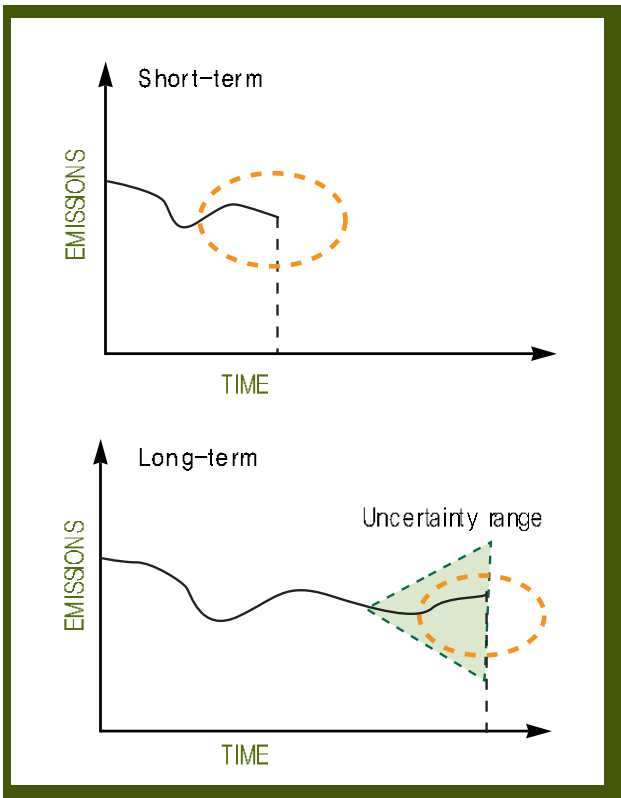 Short-term
EMISSIONS
TIME
Long-term
Uncertainty range
EMISSIONS
TIME